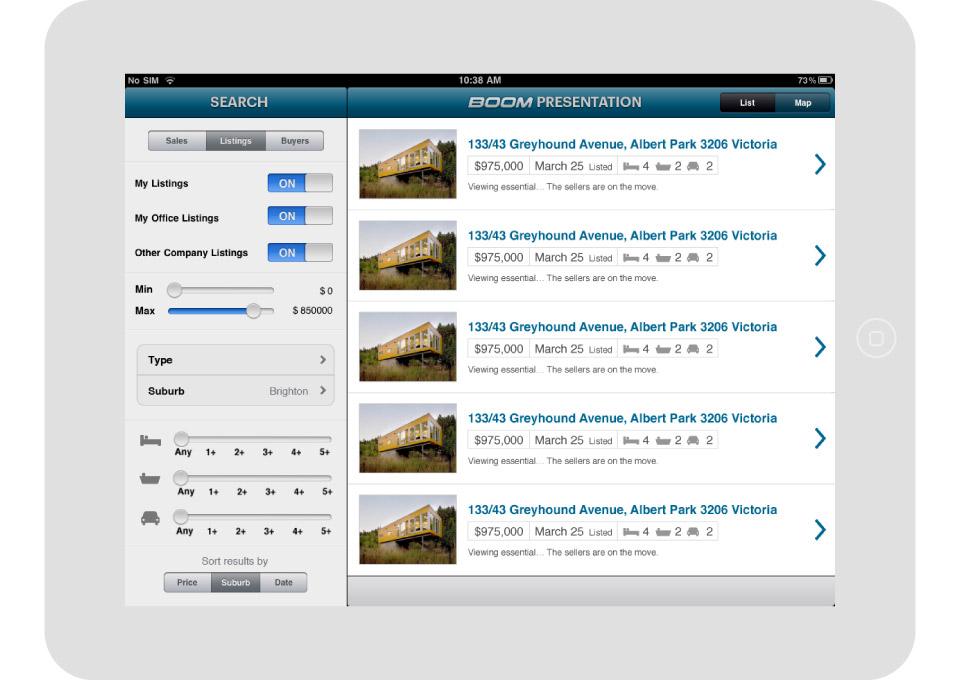 No SIM 10:38 AM 73%
SEARCH
Sales Listings Buyers
My Listings ON
My Office Listings ON
Other Company Listings ON
Min $ 0
Max $ 850000
Type
Suburb Brighton
Any 1+ 2+ 3+ 4+ 5+
Any 1+ 2+ 3+ 4+ 5+
Any 1+ 2+ 3+ 4+ 5+
Sort results by
Price Suburb Date
BOOM PRESENTATION List Map
133/43 Greyhound Avenue, Albert Park 3206 Victoria
$975,000 March 25 Listed 4 2 2
Viewing essential... The sellers are on the move.
133/43 Greyhound Avenue, Albert Park 3206 Victoria
$975,000 March 25 Listed 4 2 2
Viewing essential... The sellers are on the move.
133/43 Greyhound Avenue, Albert Park 3206 Victoria
$975,000 March 25 Listed 4 2 2
Viewing essential... The sellers are on the move.
133/43 Greyhound Avenue, Albert Park 3206 Victoria
$975,000 March 25 Listed 4 2 2
Viewing essential... The sellers are on the move.
133/43 Greyhound Avenue, Albert Park 3206 Victoria
$975,000 March 25 Listed 4 2 2
Viewing essential... The sellers are on the move.